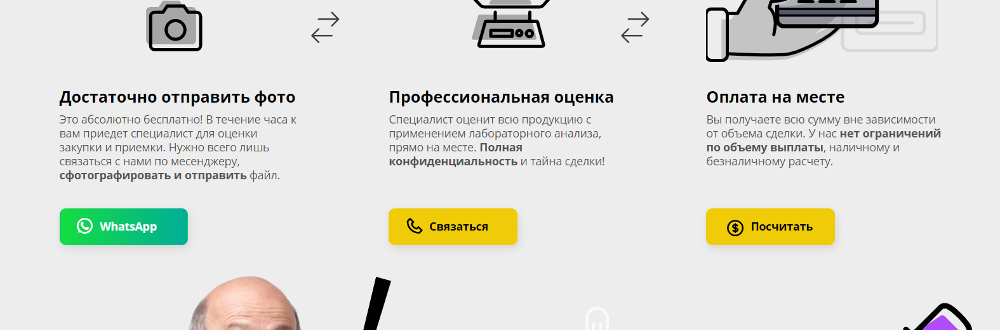 Достаточно отправить фото
Это абсолютно бесплатно! В течение часа к
вам приедет специалист для оценки
закупки и приемки. Нужно всего лишь
связаться с нами по месенджеру,
сфотографировать и отправить файл.
WhatsApp
Профессиональная оценка
Специалист оценит всю продукцию с
применением лабораторного анализа,
прямо на месте. Полная
конфиденциальность и тайна сделки!
Связаться
Оплата на месте
Вы получаете всю сумму вне зависимости
от объема сделки. У нас нет ограничений
по объему выплаты, наличному и
безналичному расчету.
Посчитать